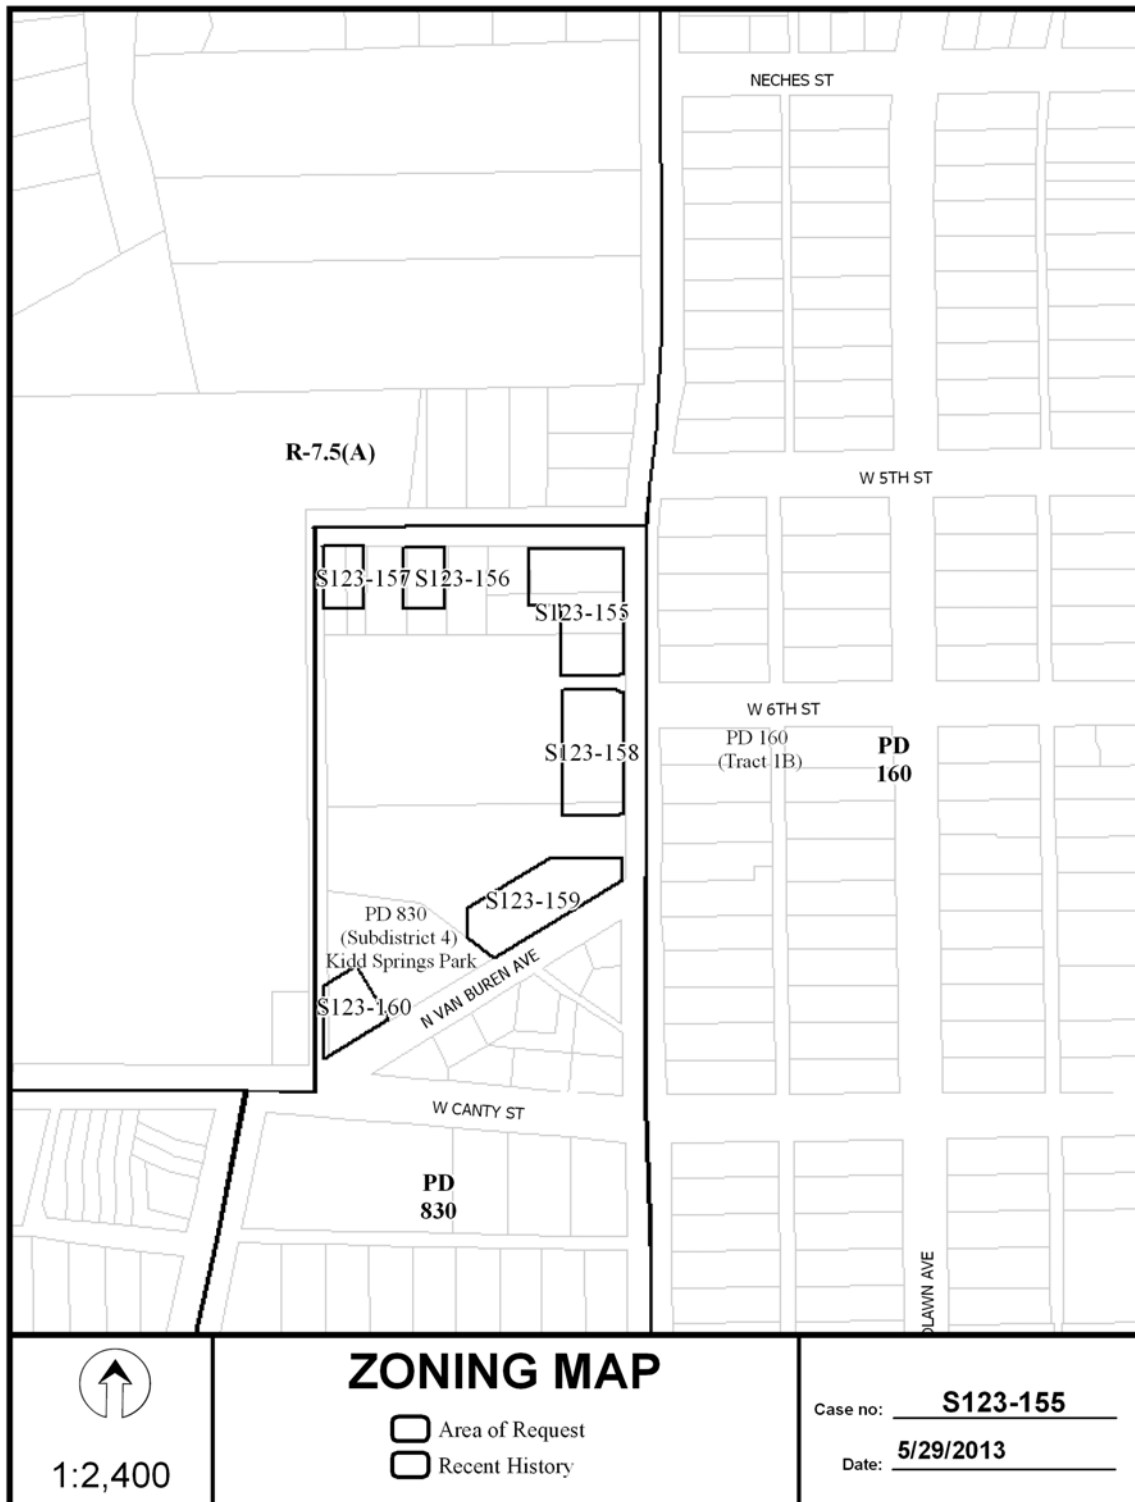 NECHES ST
R-7.5(A)
W 5TH ST
S123-157
S123-156
S123-155
W 6TH ST
PD 160
(Tract 1B)
PD
160
S123-158
S123-159
PD 830
(Subdistrict 4)
Kidd Springs Park
N VAN BUREN AVE
S123-160
W CANTY ST
PD
830
DLAWN AVE
1:2,400
ZONING MAP
Area of Request
Recent History
Case no: S123-155
Date: 5/29/2013